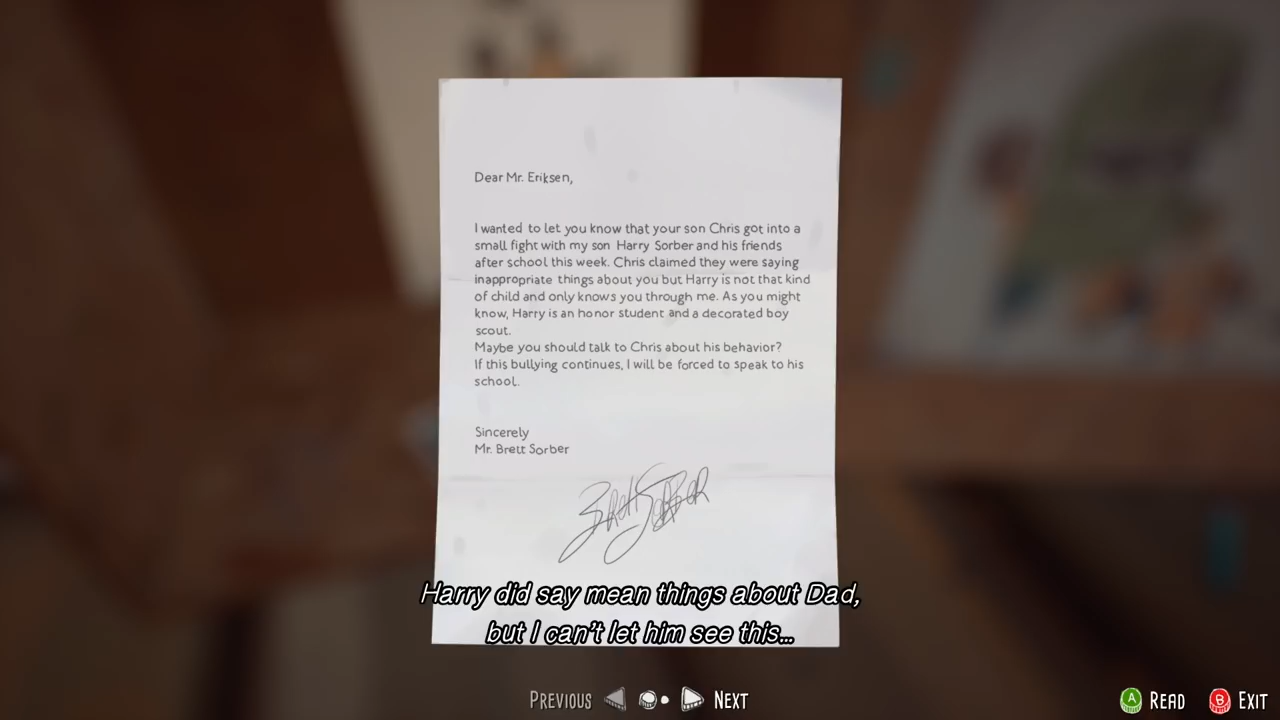 Dear Mr. Eriksen,
I wanted to let you know that your son Chris got into a
small fight with my son Harry Sorber and his friends
after school this week. Chris claimed they were saying
inappropriate things about you but Harry is not that kind
of child and only knows you through me. As you might
know, Harry is an honor student and a decorated boy
scout.
Maybe you should talk to Chris about his behavior?
If this bullying continues, I will be forced to speak to his
school.
Sincerely
Mr. Brett Sorber
Brett Sorber
Harry did say mean things about Dad,
but I can't let him see this...
Previous Next A Read B Exit